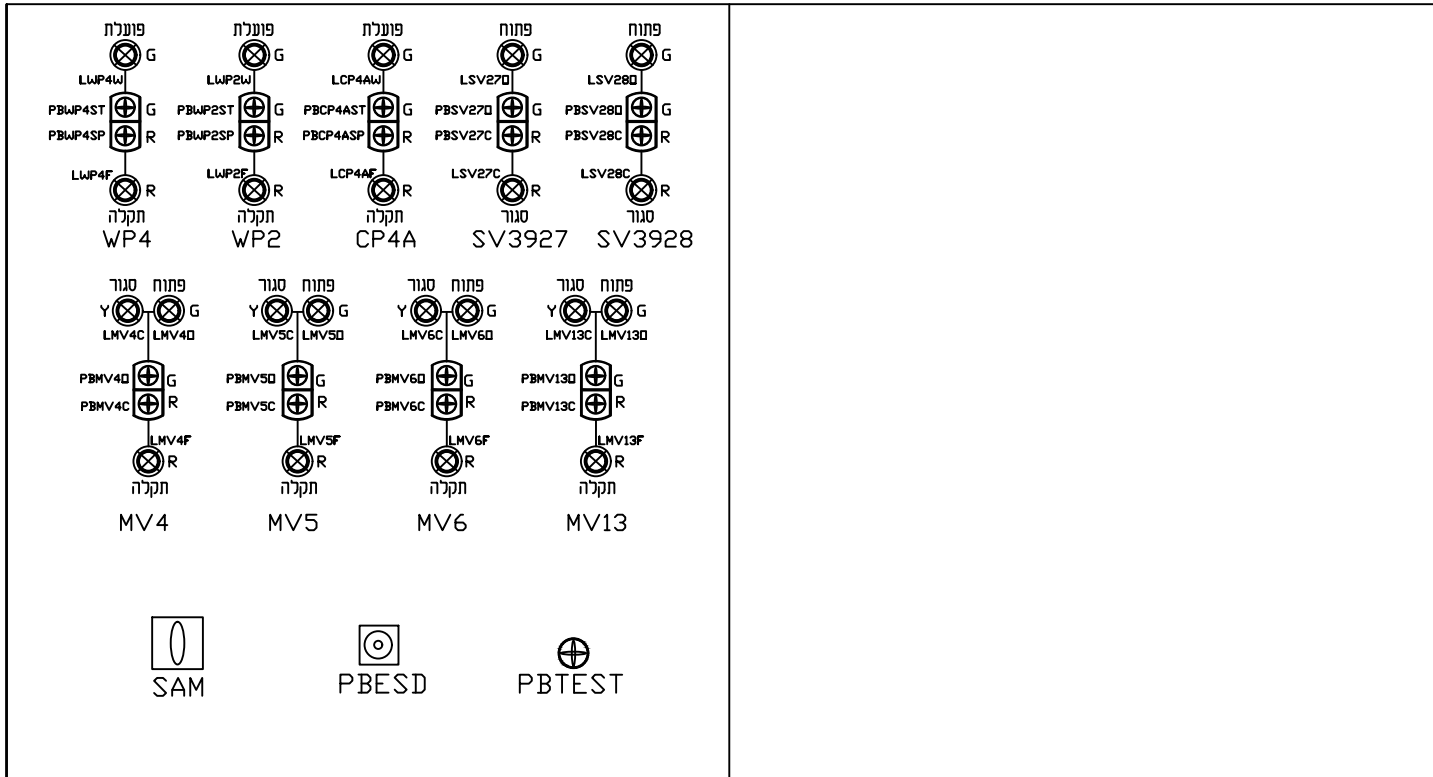 פועלת פועלת פועלת פתוח פתוח
G G G G G
LWP4W LWP2W LCP4AW LSV27O LSV28O
PBWP4ST G PBWP2ST G PBCP4AST G PBSV27O G PBSV28O G
PBWP4SP R PBWP2SP R PBCP4ASP R PBSV27C R PBSV28C R
LWP4F LWP2F LCP4AF LSV27C LSV28C
R R R R R
תקלה תקלה תקלה סגור סגור
WP4 WP2 CP4A SV3927 SV3928
סגור פתוח סגור פתוח סגור פתוח סגור פתוח
Y G Y G Y G Y G
LMV4C LMV4O LMV5C LMV5O LMV6C LMV6O LMV13C LMV13O
PBMV4O G PBMV5O G PBMV6O G PBMV13O G
PBMV4C R PBMV5C R PBMV6C R PBMV13C R
LMV4F LMV5F LMV6F LMV13F
R R R R
תקלה תקלה תקלה תקלה
MV4 MV5 MV6 MV13
SAM PBESD PBTEST